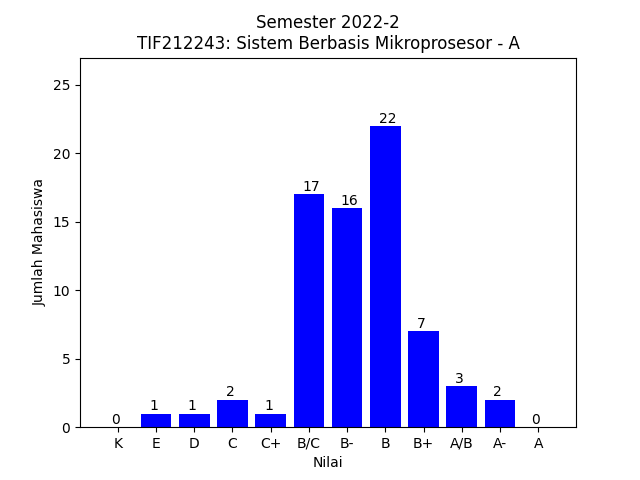 Semester 2022-2
TIF212243: Sistem Berbasis Mikroprosesor - A
Jumlah Mahasiswa
25
20
15
10
5
0
0 1 1 2 1 17 16 22 7 3 2 0
K E D C C+ B/C B- B B+ A/B A- A
Nilai